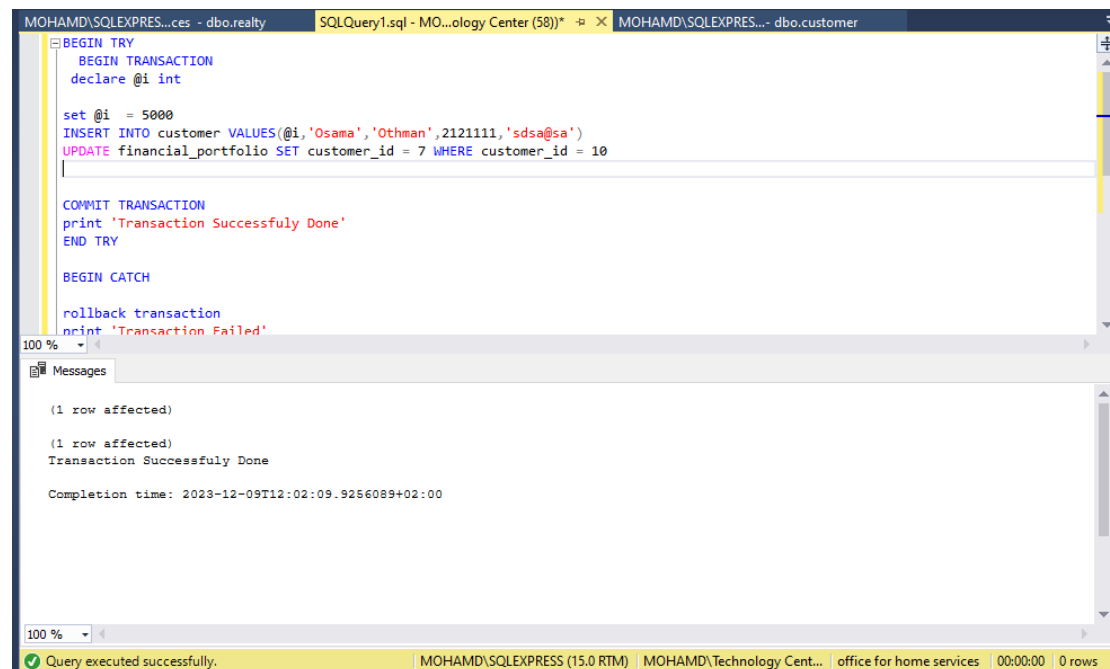 MOHAMD\SQLEXPRES...ces - dbo.realty SQLQuery1.sql - MO...ology Center (58))* MOHAMD\SQLEXPRES...- dbo.customer
BEGIN TRY
BEGIN TRANSACTION
declare @i int
set @i = 5000
INSERT INTO customer VALUES(@i,'Osama','Othman',2121111,'sdsa@sa')
UPDATE financial_portfolio SET customer_id = 7 WHERE customer_id = 10
COMMIT TRANSACTION
print 'Transaction Successfuly Done'
END TRY
BEGIN CATCH
rollback transaction
print 'Transaction Failed'
100 %
Messages
(1 row affected)
(1 row affected)
Transaction Successfuly Done
Completion time: 2023-12-09T12:02:09.9256089+02:00
100 %
Query executed successfully. MOHAMD\SQLEXPRESS (15.0 RTM) MOHAMD\Technology Cent... office for home services 00:00:00 0 rows